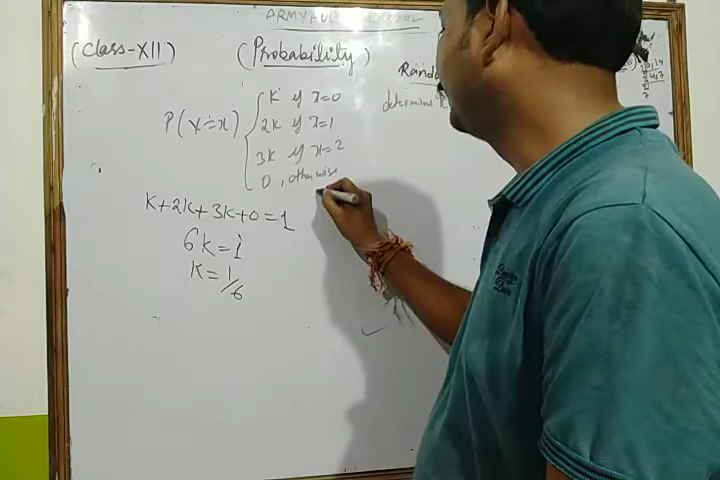 (Class-XII)
(Probability)
Rand
determine K
P(X=x) { K if x=0
2K if x=1
3K if x=2
0, otherwise
K+2K+3K+0=1
6K=1
K=1/6